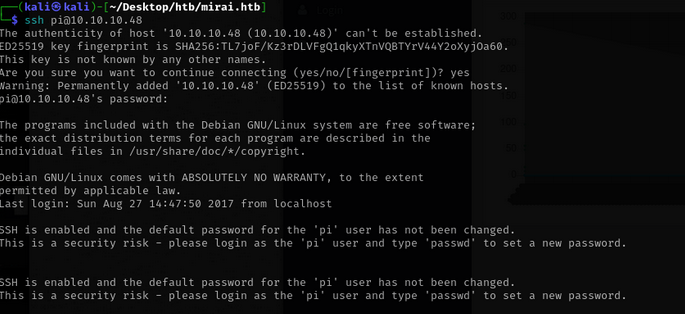 ┌──(kali㉿kali)-[~/Desktop/htb/mirai.htb]
└─$ ssh pi@10.10.10.48
The authenticity of host '10.10.10.48 (10.10.10.48)' can't be established.
ED25519 key fingerprint is SHA256:TL7joF/Kz3rDLVFgQ1qkyXTnVQBTYrV44Y2oXyjOa60.
This key is not known by any other names.
Are you sure you want to continue connecting (yes/no/[fingerprint])? yes
Warning: Permanently added '10.10.10.48' (ED25519) to the list of known hosts.
pi@10.10.10.48's password:
The programs included with the Debian GNU/Linux system are free software;
the exact distribution terms for each program are described in the
individual files in /usr/share/doc/*/copyright.
Debian GNU/Linux comes with ABSOLUTELY NO WARRANTY, to the extent
permitted by applicable law.
Last login: Sun Aug 27 14:47:50 2017 from localhost
SSH is enabled and the default password for the 'pi' user has not been changed.
This is a security risk - please login as the 'pi' user and type 'passwd' to set a new password.
SSH is enabled and the default password for the 'pi' user has not been changed.
This is a security risk - please login as the 'pi' user and type 'passwd' to set a new password.